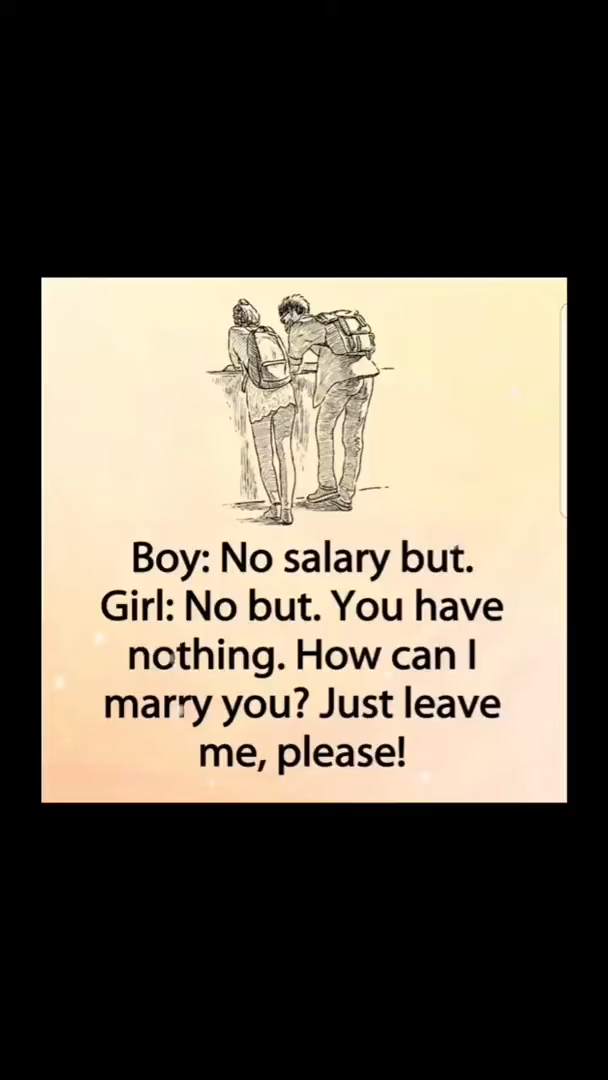 Boy: No salary but.
Girl: No but. You have
nothing. How can I
marry you? Just leave
me, please!